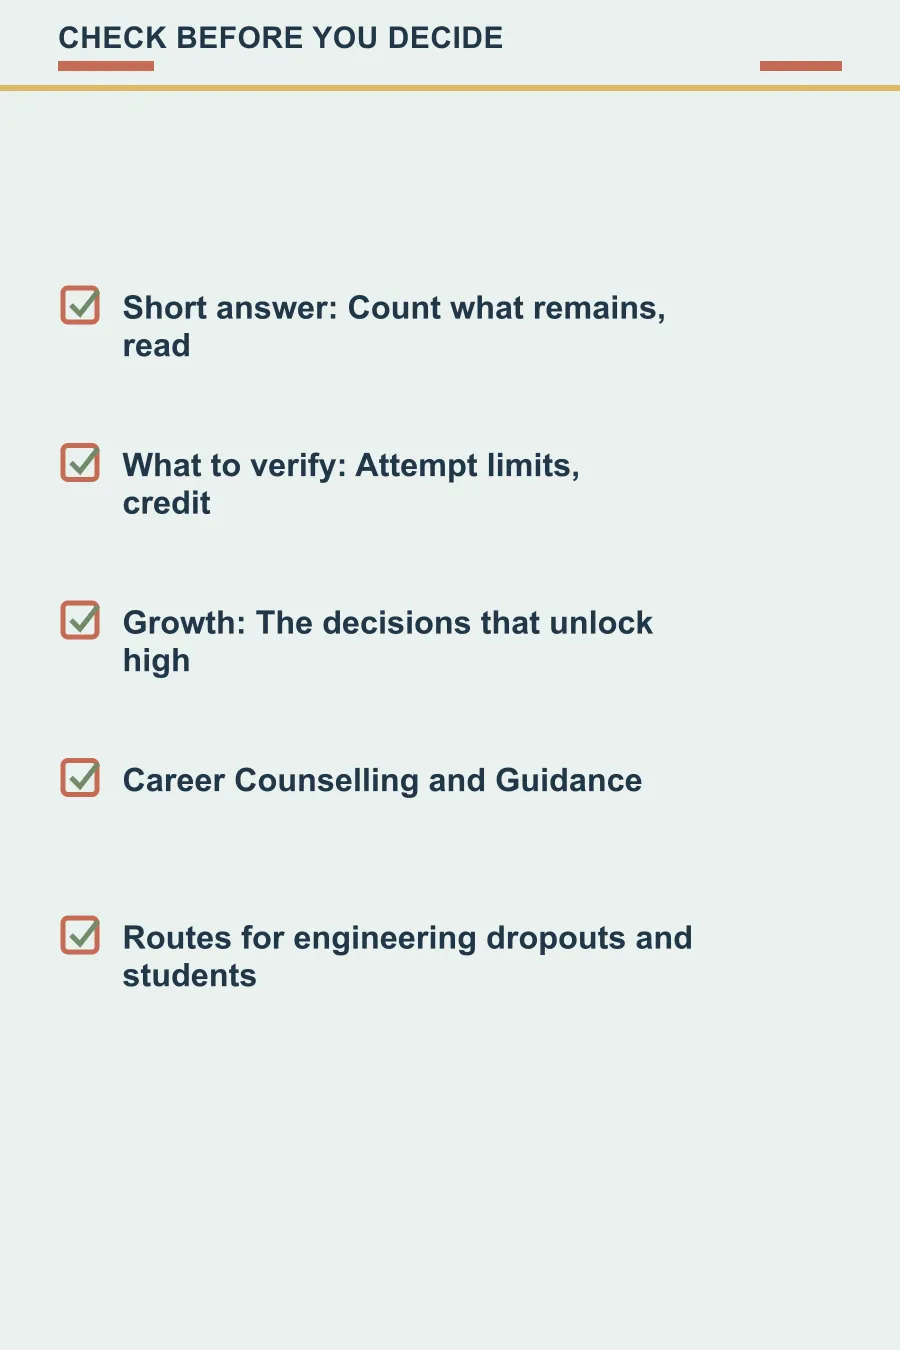 CHECK BEFORE YOU DECIDE
Short answer: Count what remains,
read
What to verify: Attempt limits,
credit
Growth: The decisions that unlock
high
Career Counselling and Guidance
Routes for engineering dropouts and
students